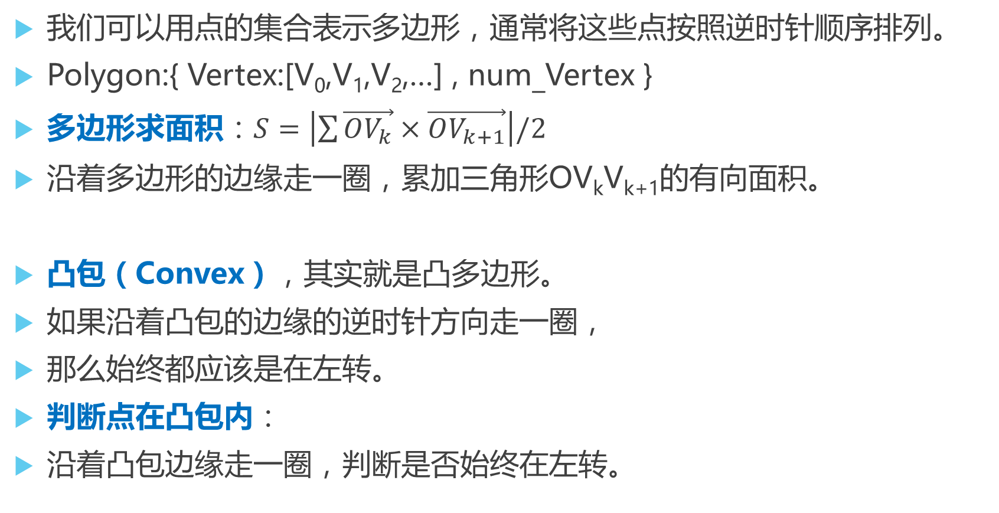 我们可以用点的集合表示多边形，通常将这些点按照逆时针顺序排列。
Polygon:{ Vertex:[V₀,V₁,V₂,…] , num_Vertex }
多边形求面积：S = |∑ \overrightarrow{OV_k} × \overrightarrow{OV_{k+1}}|/2
沿着多边形的边缘走一圈，累加三角形OVₖVₖ₊₁的有向面积。
凸包（Convex），其实就是凸多边形。
如果沿着凸包的边缘的逆时针方向走一圈，
那么始终都应该是在左转。
判断点在凸包内：
沿着凸包边缘走一圈，判断是否始终在左转。